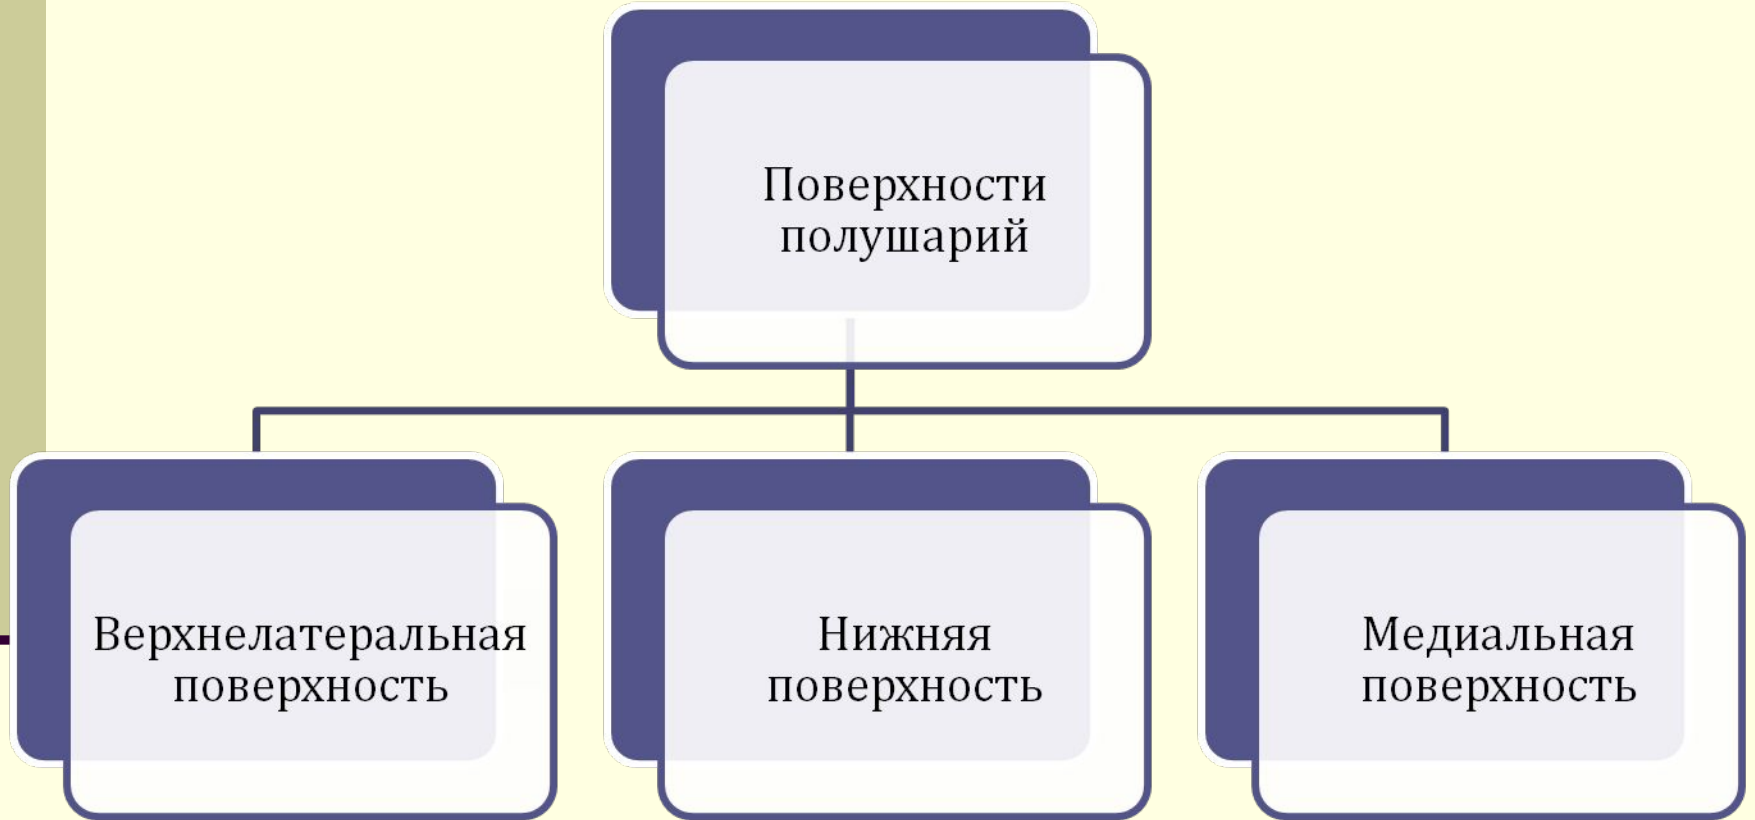 Поверхности
полушарий
Верхнелатеральная
поверхность
Нижняя
поверхность
Медиальная
поверхность